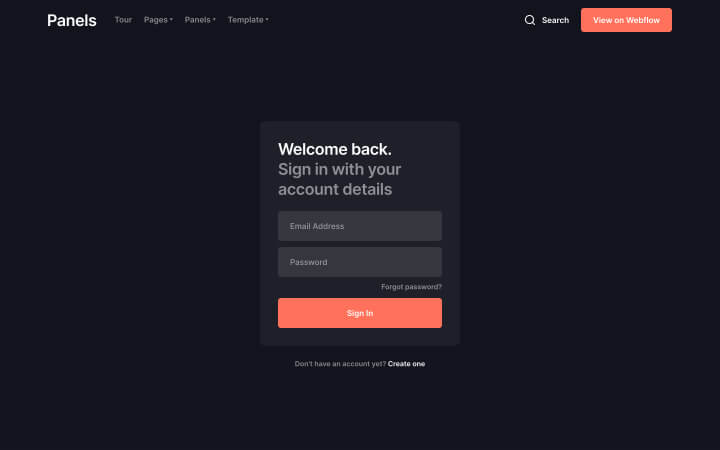 Panels
Tour
Pages
Panels
Template
Search
View on Webflow
Welcome back.
Sign in with your
account details
Email Address
Password
Forgot password?
Sign In
Don't have an account yet? Create one